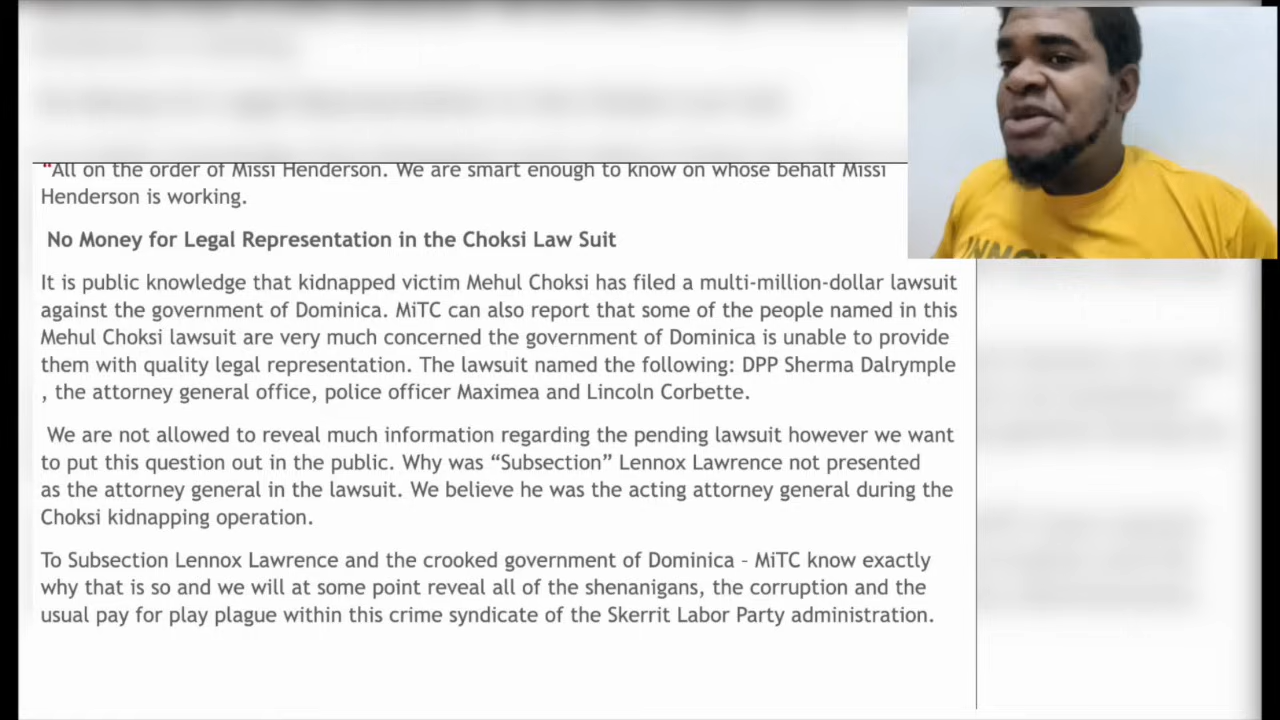 "All on the order of Missi Henderson. We are smart enough to know on whose behalf Missi
Henderson is working.
No Money for Legal Representation in the Choksi Law Suit
It is public knowledge that kidnapped victim Mehul Choksi has filed a multi-million-dollar lawsuit
against the government of Dominica. MiTC can also report that some of the people named in this
Mehul Choksi lawsuit are very much concerned the government of Dominica is unable to provide
them with quality legal representation. The lawsuit named the following: DPP Sherma Dalrymple
, the attorney general office, police officer Maximea and Lincoln Corbette.
We are not allowed to reveal much information regarding the pending lawsuit however we want
to put this question out in the public. Why was “Subsection” Lennox Lawrence not presented
as the attorney general in the lawsuit. We believe he was the acting attorney general during the
Choksi kidnapping operation.
To Subsection Lennox Lawrence and the crooked government of Dominica – MiTC know exactly
why that is so and we will at some point reveal all of the shenanigans, the corruption and the
usual pay for play plague within this crime syndicate of the Skerrit Labor Party administration.